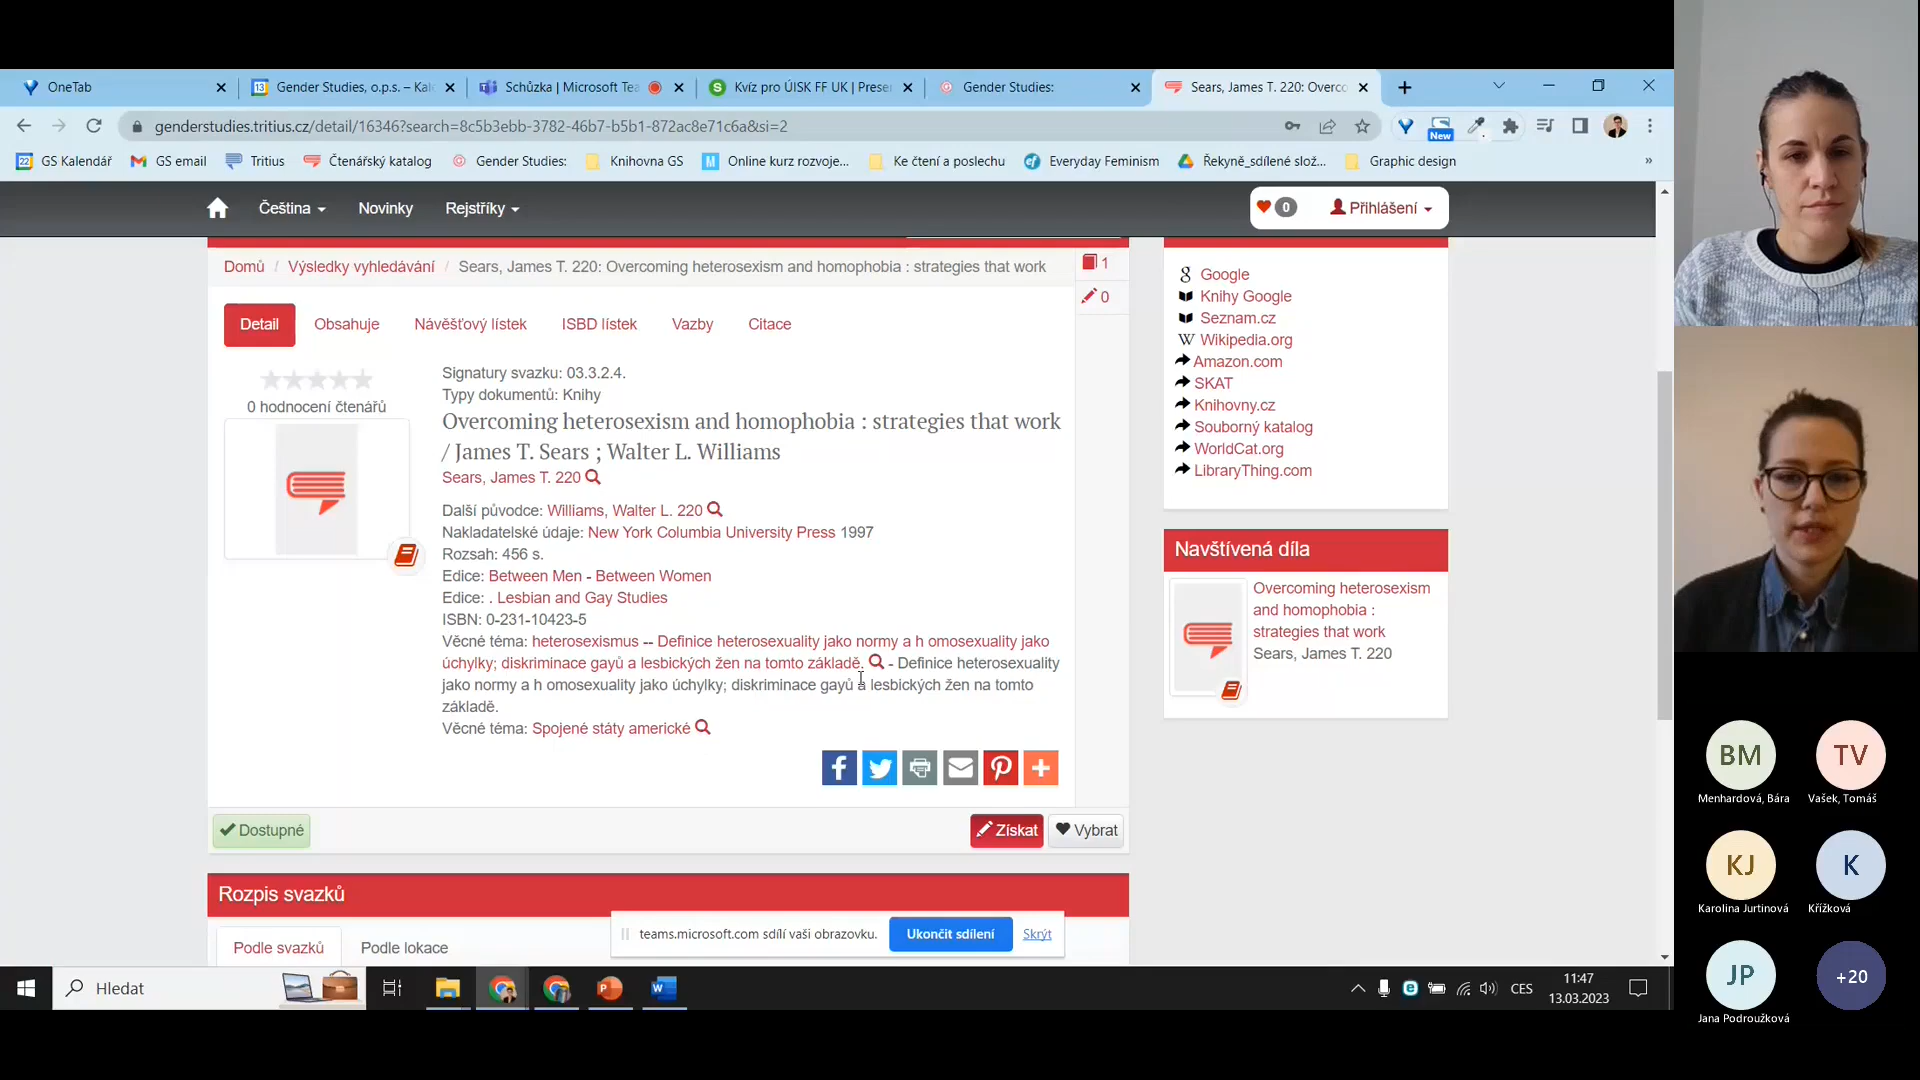 OneTab
Gender Studies, o.p.s. – Kal
Schůzka | Microsoft Tea
Kvíz pro ÚISK FF UK | Prese
Gender Studies:
Sears, James T. 220: Overco
genderstudies.tritius.cz/detail/16346?search=8c5b3ebb-3782-46b7-b5b1-872ac8e71c6a&si=2
New
GS Kalendář
GS email
Tritius
Čtenářský katalog
Gender Studies:
Knihovna GS
Online kurz rozvoje...
Ke čtení a poslechu
Everyday Feminism
Řekyně_sdílené slož...
Graphic design
»
Čeština
Novinky
Rejstříky
0
Přihlášení
Domů / Výsledky vyhledávání / Sears, James T. 220: Overcoming heterosexism and homophobia : strategies that work
1
0
Detail
Obsahuje
Návěšťový lístek
ISBD lístek
Vazby
Citace
0 hodnocení čtenářů
Signatury svazku: 03.3.2.4.
Typy dokumentů: Knihy
Overcoming heterosexism and homophobia : strategies that work
/ James T. Sears ; Walter L. Williams
Sears, James T. 220
Další původce: Williams, Walter L. 220
Nakladatelské údaje: New York Columbia University Press 1997
Rozsah: 456 s.
Edice: Between Men - Between Women
Edice: . Lesbian and Gay Studies
ISBN: 0-231-10423-5
Věcné téma: heterosexismus -- Definice heterosexuality jako normy a h omosexuality jako
úchylky; diskriminace gayů a lesbických žen na tomto základě. - Definice heterosexuality
jako normy a h omosexuality jako úchylky; diskriminace gayů a lesbických žen na tomto
základě.
Věcné téma: Spojené státy americké
Dostupné
Získat
Vybrat
Rozpis svazků
Podle svazků
Podle lokace
Google
Knihy Google
Seznam.cz
Wikipedia.org
Amazon.com
SKAT
Knihovny.cz
Souborný katalog
WorldCat.org
LibraryThing.com
Navštívená díla
Overcoming heterosexism
and homophobia :
strategies that work
Sears, James T. 220
teams.microsoft.com sdílí vaši obrazovku.
Ukončit sdílení
Skrýt
Hledat
CES
11:47
13.03.2023
BM
Menhardová, Bára
TV
Vašek, Tomáš
KJ
Karolina Jurtinová
K
Křížková
JP
Jana Podroužková
+20